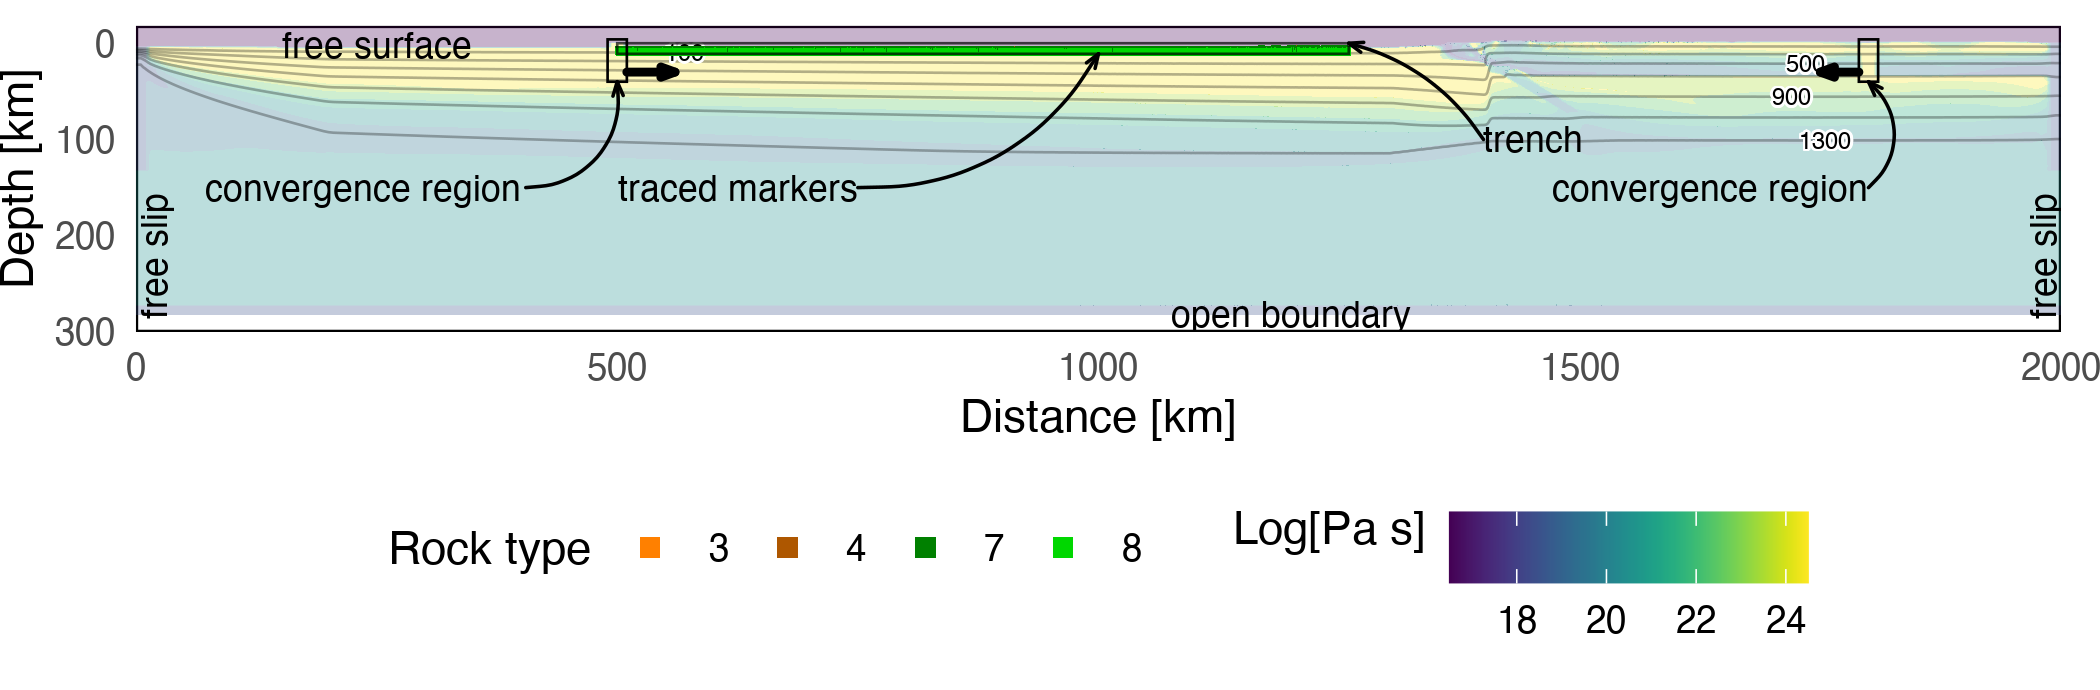 free surface
100
500
900
1300
trench
convergence region
traced markers
convergence region
free slip
free slip
open boundary
Depth [km]
0
100
200
300
0
500
1000
1500
2000
Distance [km]
Rock type
3
4
7
8
Log[Pa s]
18
20
22
24